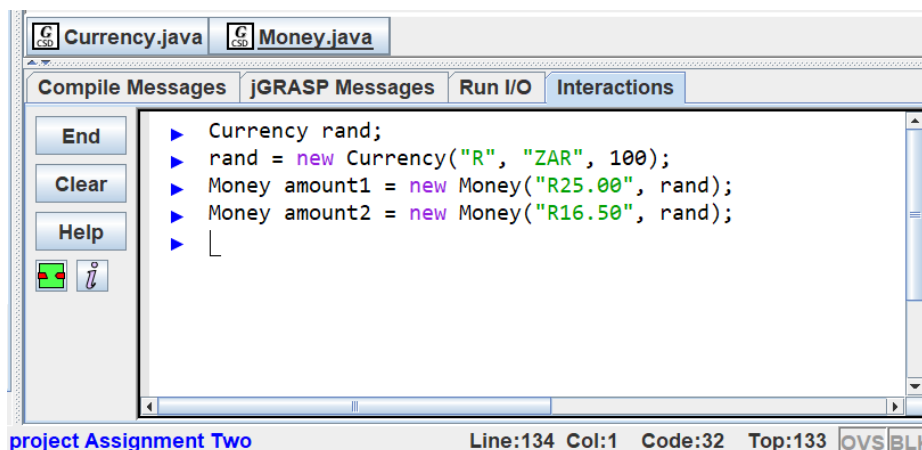 G CSD Currency.java G CSD Money.java
Compile Messages jGRASP Messages Run I/O Interactions
End
Clear
Help
i
Currency rand;
rand = new Currency("R", "ZAR", 100);
Money amount1 = new Money("R25.00", rand);
Money amount2 = new Money("R16.50", rand);
project Assignment Two Line:134 Col:1 Code:32 Top:133 OVS BLK